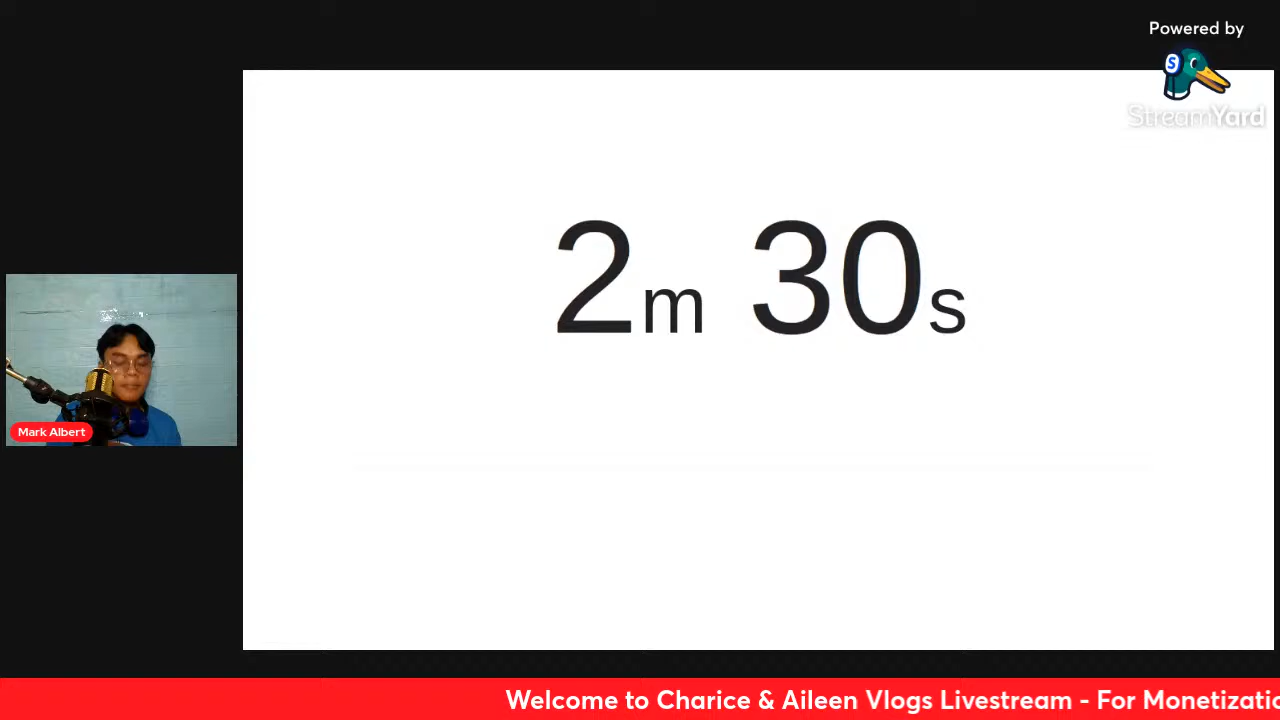 Powered by
S
StreamYard
2m 30s
Mark Albert
Welcome to Charice & Aileen Vlogs Livestream - For Monetizatio